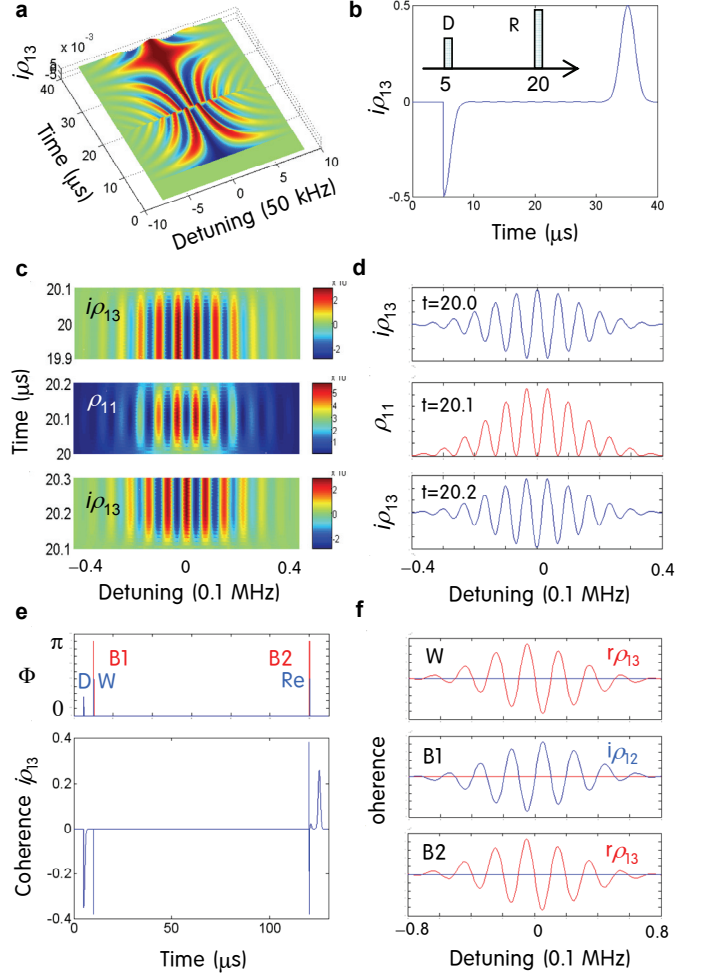 a
iρ13
5 × 10⁻³
0
-5
40
30
20
10
0
Time (μs)
−10
−5
0
5
10
Detuning (50 kHz)
b
0.5
0
-0.5
iρ13
D
R
5
20
0
10
20
30
40
Time (μs)
c
20.1
20
19.9
iρ13
x 10
2
0
-2
20.2
20.1
20
ρ11
x 10
5
4
3
2
1
20.3
20.2
20.1
iρ13
x 10
2
0
-2
Time (μs)
−0.4
0
0.4
Detuning (0.1 MHz)
d
iρ13
t=20.0
ρ11
t=20.1
iρ13
t=20.2
−0.4
0
0.4
Detuning (0.1 MHz)
e
π
Φ
0
B1
B2
D
W
Re
0.4
0.2
0
-0.2
-0.4
Coherence iρ13
0
50
100
Time (μs)
f
W
rρ13
B1
iρ12
B2
rρ13
oherence
−0.8
0
0.8
Detuning (0.1 MHz)